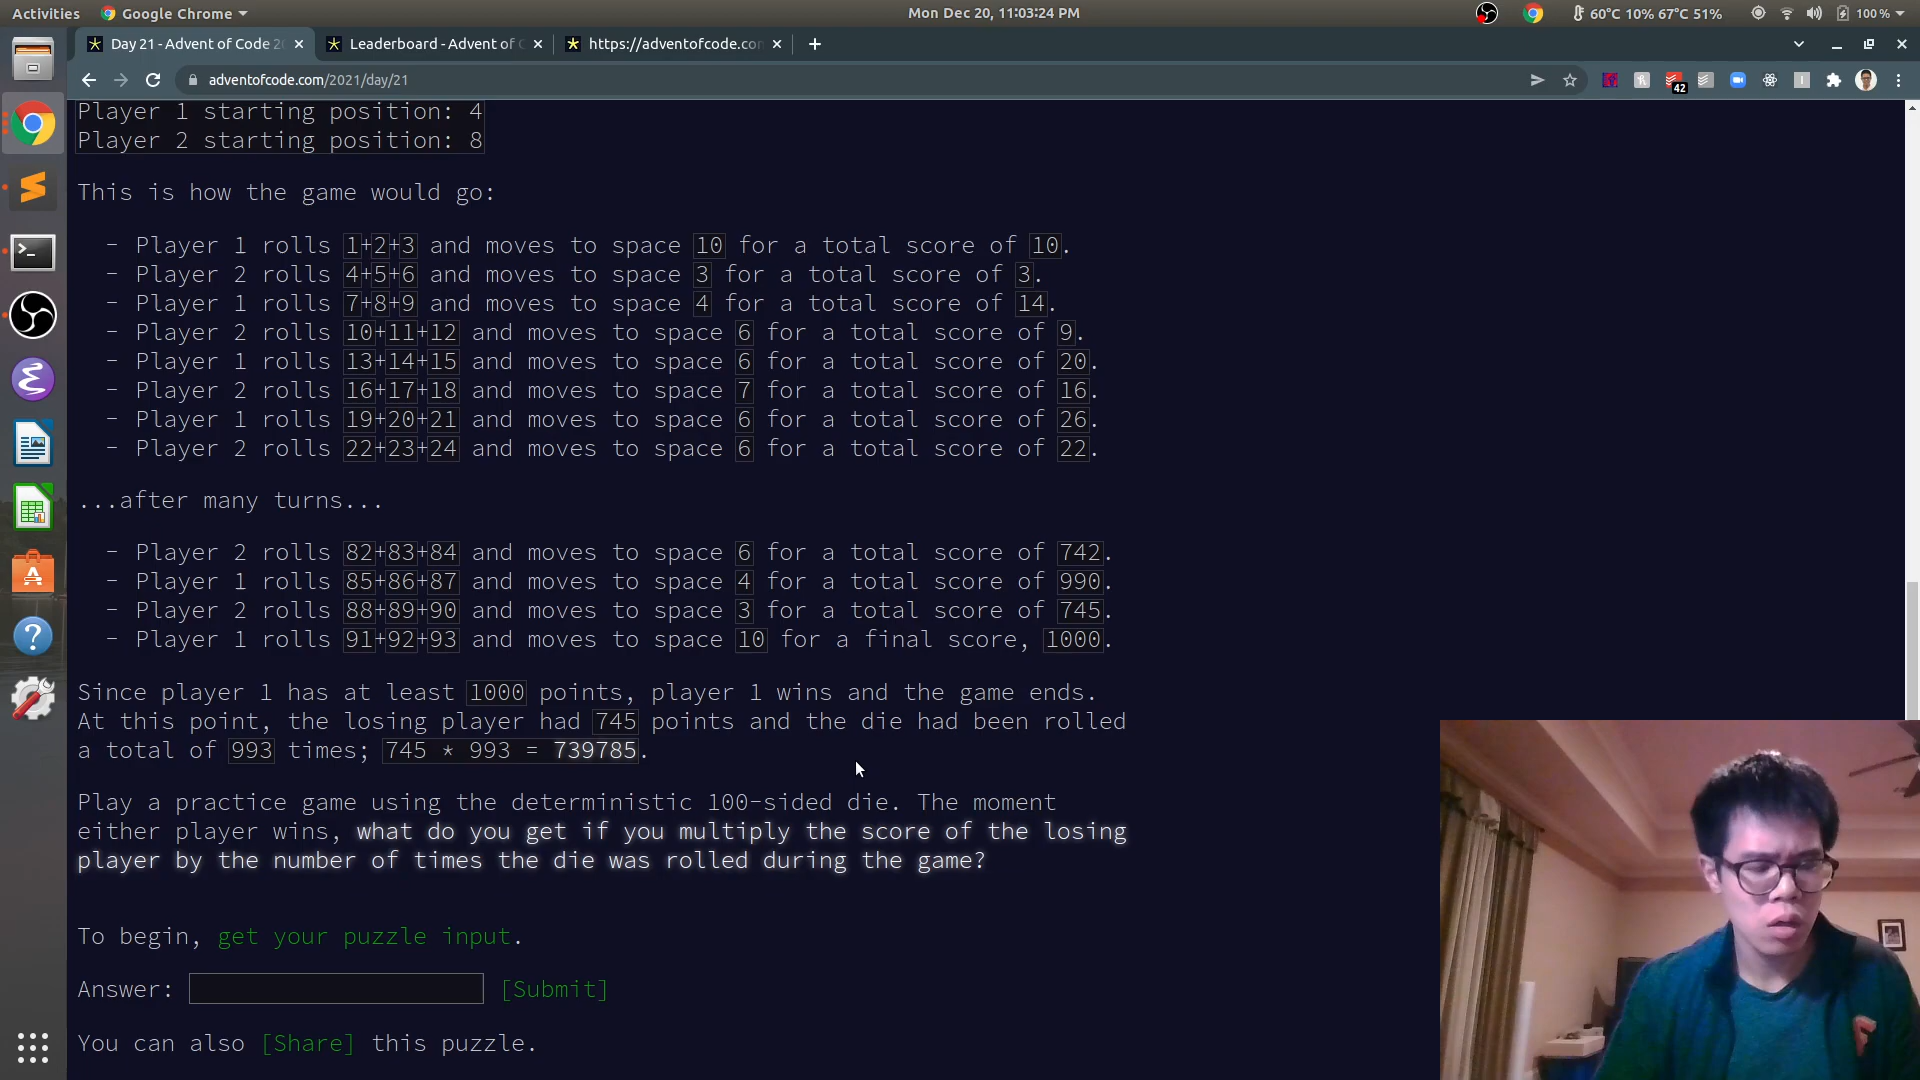 Activities
Google Chrome
Mon Dec 20, 11:03:24 PM
60°C 10% 67°C 51%
100 %
Day 21 - Advent of Code 20
Leaderboard - Advent of C
https://adventofcode.com
adventofcode.com/2021/day/21
42
Player 1 starting position: 4
Player 2 starting position: 8
This is how the game would go:
- Player 1 rolls 1+2+3 and moves to space 10 for a total score of 10.
- Player 2 rolls 4+5+6 and moves to space 3 for a total score of 3.
- Player 1 rolls 7+8+9 and moves to space 4 for a total score of 14.
- Player 2 rolls 10+11+12 and moves to space 6 for a total score of 9.
- Player 1 rolls 13+14+15 and moves to space 6 for a total score of 20.
- Player 2 rolls 16+17+18 and moves to space 7 for a total score of 16.
- Player 1 rolls 19+20+21 and moves to space 6 for a total score of 26.
- Player 2 rolls 22+23+24 and moves to space 6 for a total score of 22.
...after many turns...
- Player 2 rolls 82+83+84 and moves to space 6 for a total score of 742.
- Player 1 rolls 85+86+87 and moves to space 4 for a total score of 990.
- Player 2 rolls 88+89+90 and moves to space 3 for a total score of 745.
- Player 1 rolls 91+92+93 and moves to space 10 for a final score, 1000.
Since player 1 has at least 1000 points, player 1 wins and the game ends.
At this point, the losing player had 745 points and the die had been rolled
a total of 993 times; 745 * 993 = 739785.
Play a practice game using the deterministic 100-sided die. The moment
either player wins, what do you get if you multiply the score of the losing
player by the number of times the die was rolled during the game?
To begin, get your puzzle input.
Answer: [Submit]
You can also [Share] this puzzle.